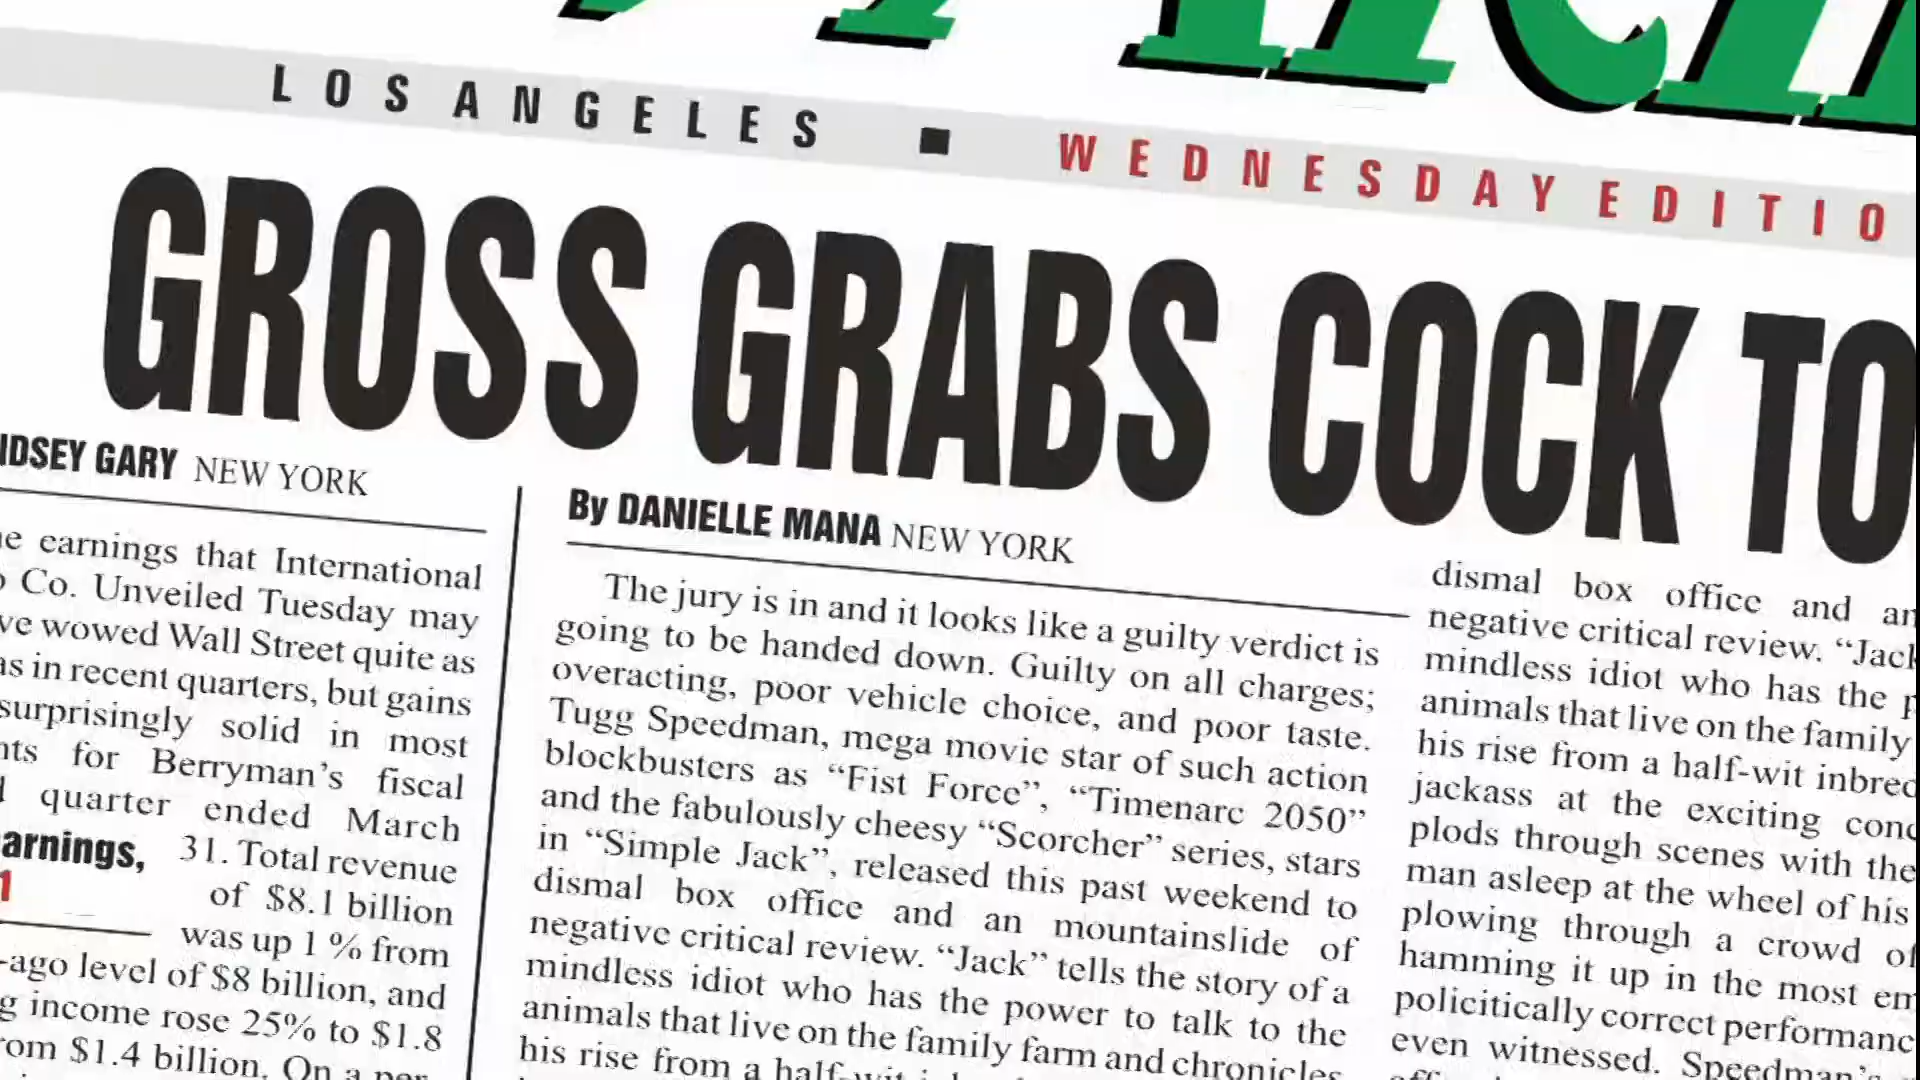 LOS ANGELES ■ WEDNESDAY EDITIO
GROSS GRABS COCK TO
GARY NEW YORK
earnings that International
Co. Unveiled Tuesday may
wowed Wall Street quite as
as in recent quarters, but gains
surprisingly solid in most
for Berryman's fiscal
quarter ended March
31. Total revenue
of $8.1 billion
was up 1 % from
-ago level of $8 billion, and
income rose 25% to $1.8
$1.4 billion. On a
By DANIELLE MANA NEW YORK
The jury is in and it looks like a guilty verdict is
going to be handed down. Guilty on all charges;
overacting, poor vehicle choice, and poor taste.
Tugg Speedman, mega movie star of such action
blockbusters as “Fist Force”, “Timenarc 2050”
and the fabulously cheesy “Scorcher” series, stars
in “Simple Jack”, released this past weekend to
dismal box office and an mountainslide of
negative critical review. “Jack” tells the story of a
mindless idiot who has the power to talk to the
animals that live on the family farm and chronicles
his rise from a half-wit
dismal box office and an
negative critical review. “Jack
mindless idiot who has the
animals that live on the family
his rise from a half-wit inbred
jackass at the exciting
plods through scenes with the
man asleep at the wheel of his
plowing through a crowd of
hamming it up in the most
policitically correct
even witnessed. Speedman's